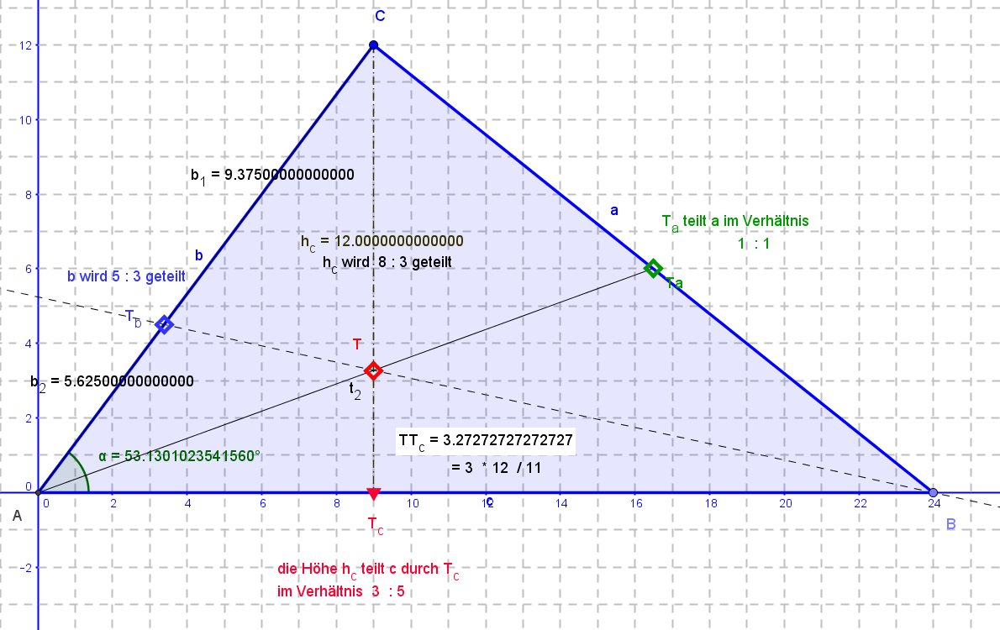 C
12
10
b1 = 9.37500000000000
8
a
Ta teilt a im Verhältnis
1 : 1
hc = 12.0000000000000
hc wird 8 : 3 geteilt
b
b wird 5 : 3 geteilt
6
Ta
Tb
4
T
b2 = 5.62500000000000
t2
2
TTc = 3.27272727272727
= 3 * 12 / 11
α = 53.1301023541560°
0
0 2 4 6 8 10 12 14 16 18 20 22 24
c
A
Tc
B
-2
die Höhe hc teilt c durch Tc
im Verhältnis 3 : 5